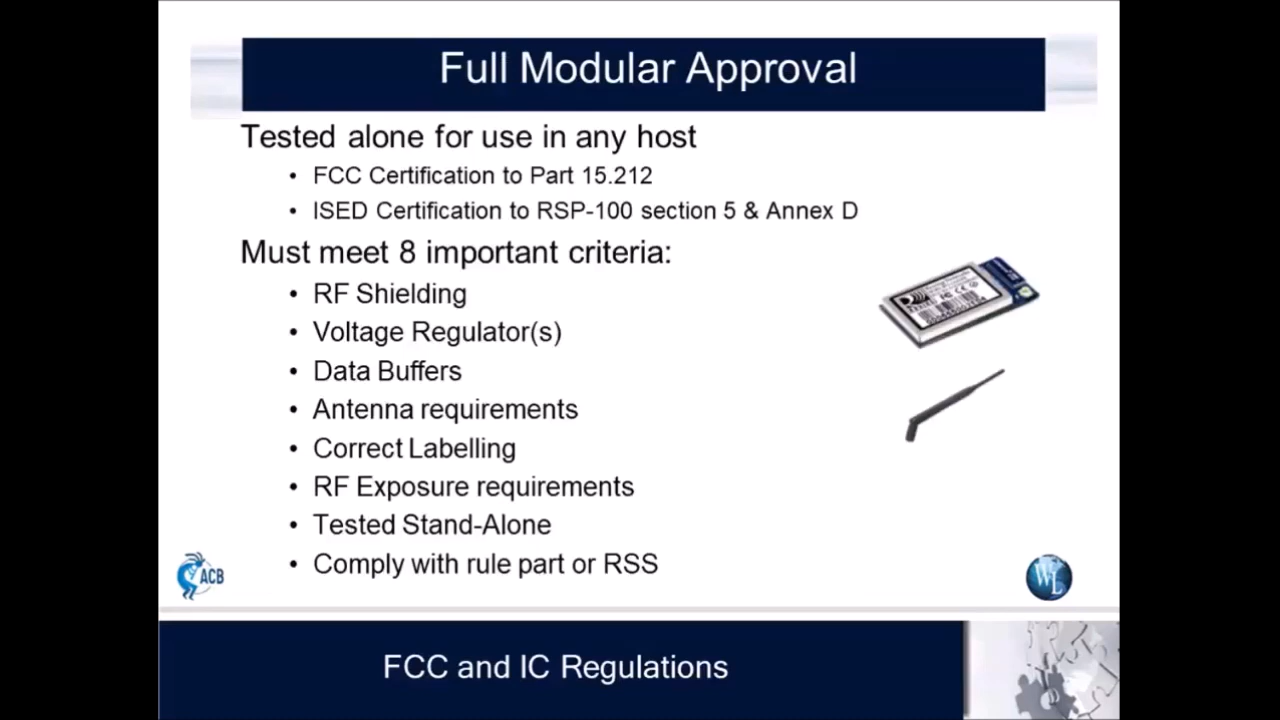 Full Modular Approval
Tested alone for use in any host
• FCC Certification to Part 15.212
• ISED Certification to RSP-100 section 5 & Annex D
Must meet 8 important criteria:
• RF Shielding
• Voltage Regulator(s)
• Data Buffers
• Antenna requirements
• Correct Labelling
• RF Exposure requirements
• Tested Stand-Alone
• Comply with rule part or RSS
ACB
WL
FCC and IC Regulations